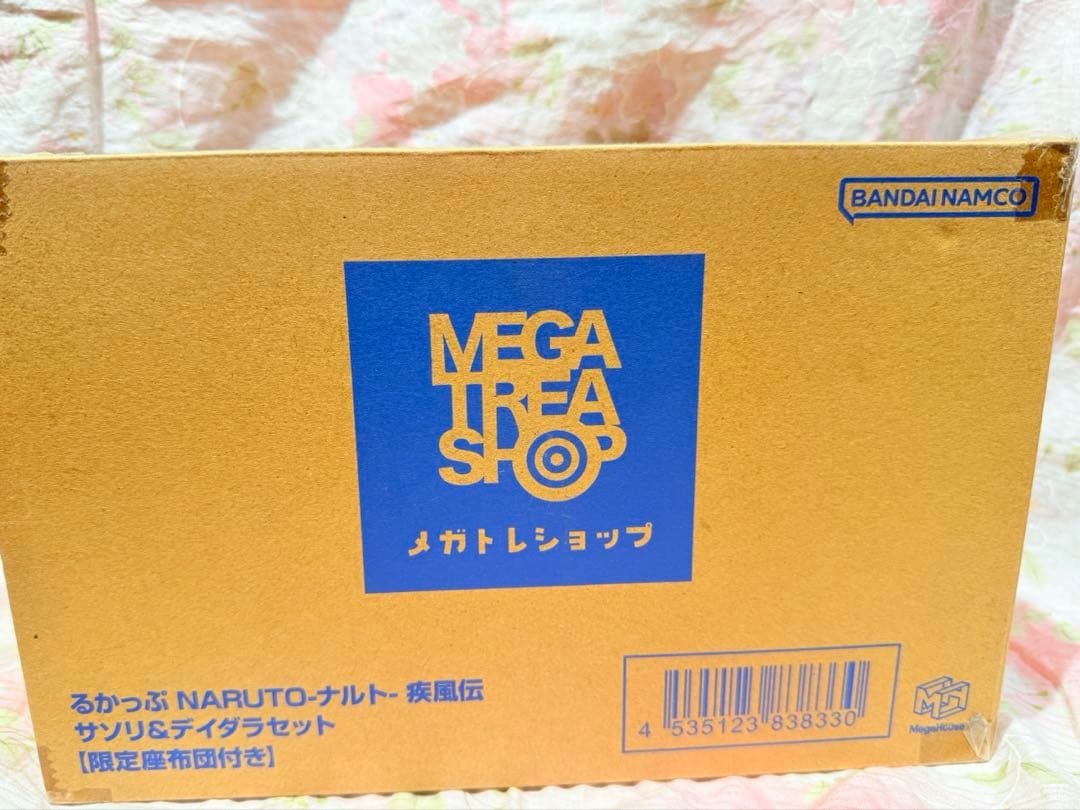 BANDAI NAMCO
MEGA
TREA
SHOP
メガトレショップ
るかっぷ NARUTO-ナルト- 疾風伝
サソリ&デイダラセット
【限定座布団付き】
4 535123 838330
MegaHouse